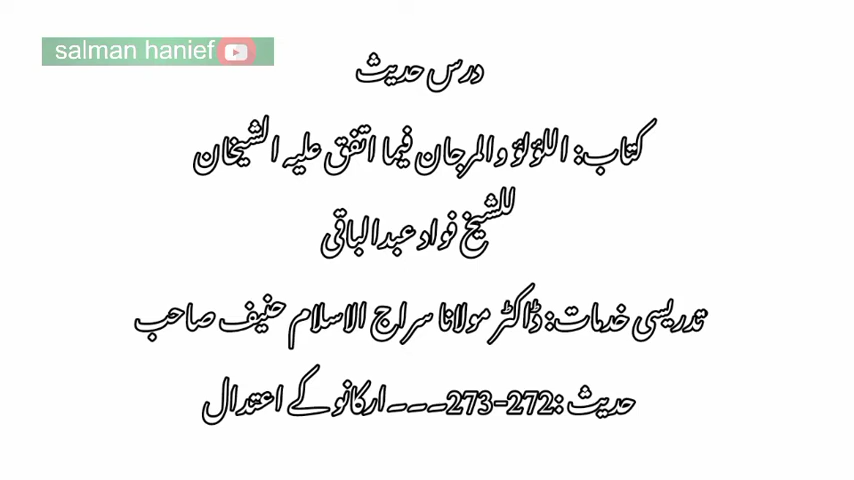 salman hanief
درس حدیث
کتاب: اللؤلؤ والمرجان فیما اتفق علیہ الشیخان
للشیخ فواد عبدالباقی
تدریسی خدمات: ڈاکٹر مولانا سراج الاسلام حنیف صاحب
حدیث :272-273۔۔۔ارکانو کے اعتدال